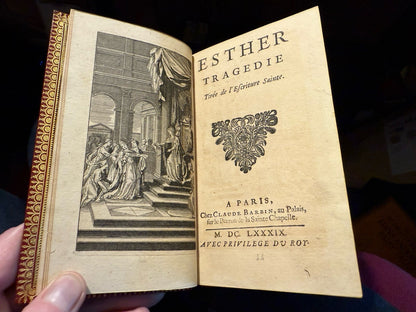 ESTHER
TRAGEDIE
Tirée de l'Escriture Sainte.
A PARIS,
Chez CLAUDE BARBIN, au Palais,
sur le Perron de la Sainte Chapelle.
M. DC. LXXXIX.
AVEC PRIVILEGE DU ROY.